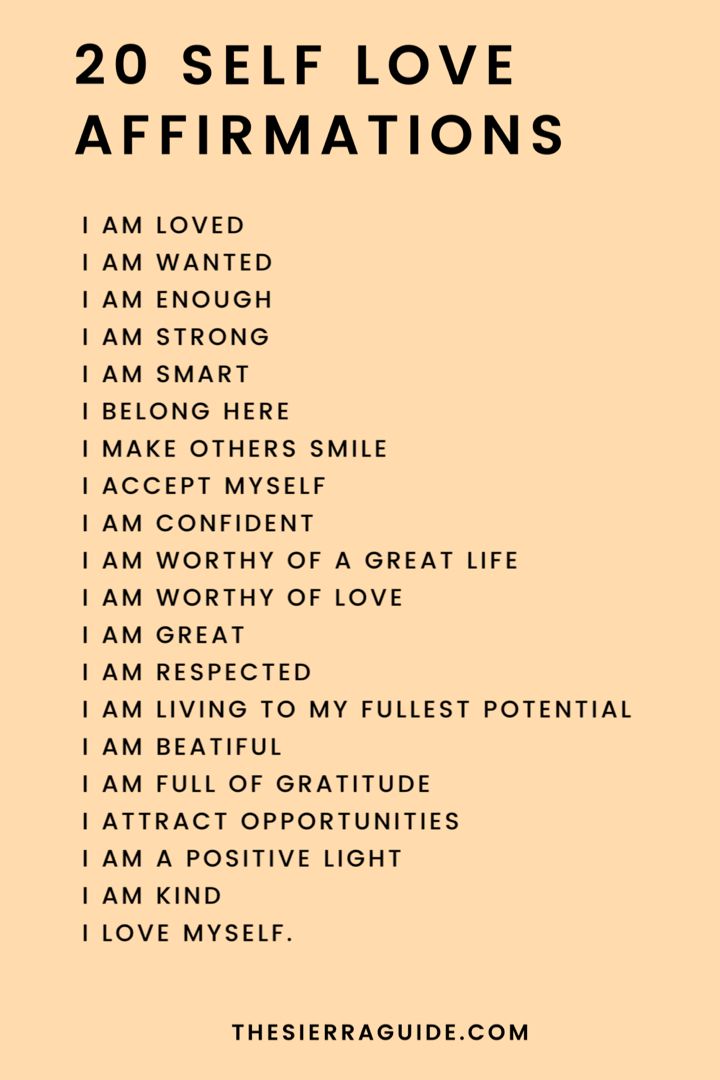 20 SELF LOVE
AFFIRMATIONS
I AM LOVED
I AM WANTED
I AM ENOUGH
I AM STRONG
I AM SMART
I BELONG HERE
I MAKE OTHERS SMILE
I ACCEPT MYSELF
I AM CONFIDENT
I AM WORTHY OF A GREAT LIFE
I AM WORTHY OF LOVE
I AM GREAT
I AM RESPECTED
I AM LIVING TO MY FULLEST POTENTIAL
I AM BEATIFUL
I AM FULL OF GRATITUDE
I ATTRACT OPPORTUNITIES
I AM A POSITIVE LIGHT
I AM KIND
I LOVE MYSELF.
THESIERRAGUIDE.COM